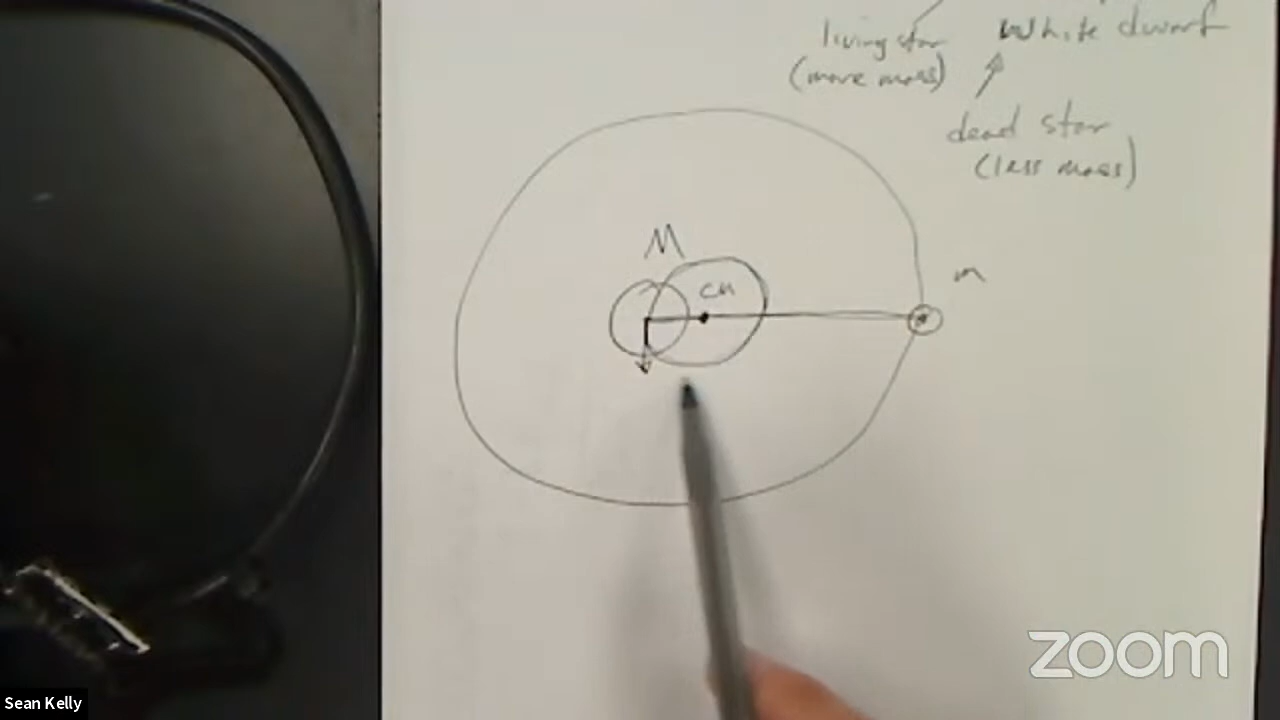 living star
(more mass)
White dwarf
dead star
(less mass)
M
CM
m
Sean Kelly
zoom